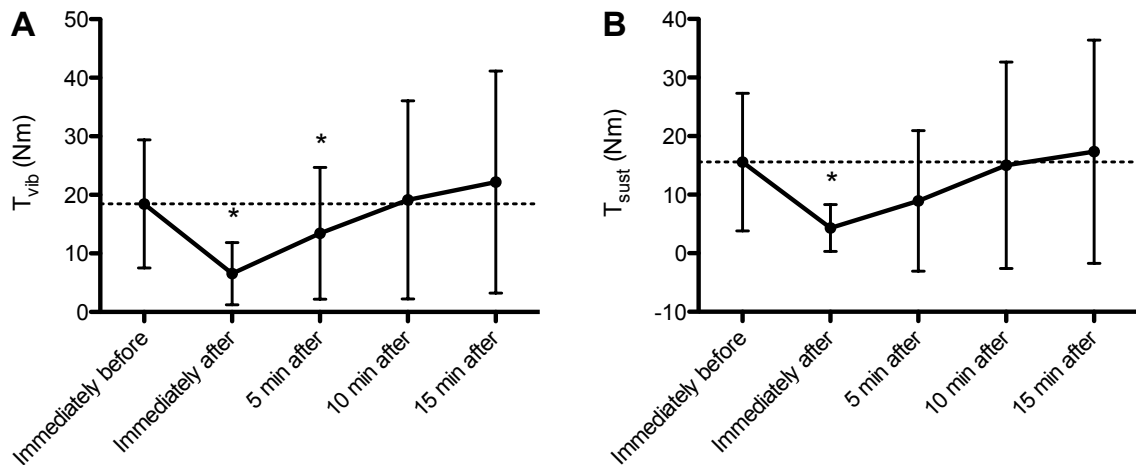 A
T_vib (Nm)
50
40
30
20
10
0
*
*
Immediately before
Immediately after
5 min after
10 min after
15 min after
B
T_sust (Nm)
40
30
20
10
0
-10
*
Immediately before
Immediately after
5 min after
10 min after
15 min after